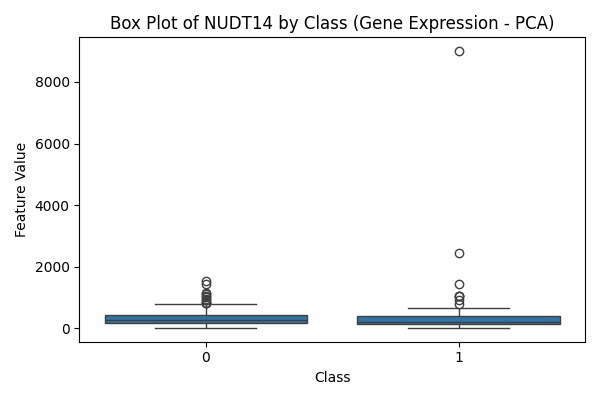 Box Plot of NUDT14 by Class (Gene Expression - PCA)
8000
6000
4000
2000
0
Feature Value
0 1
Class